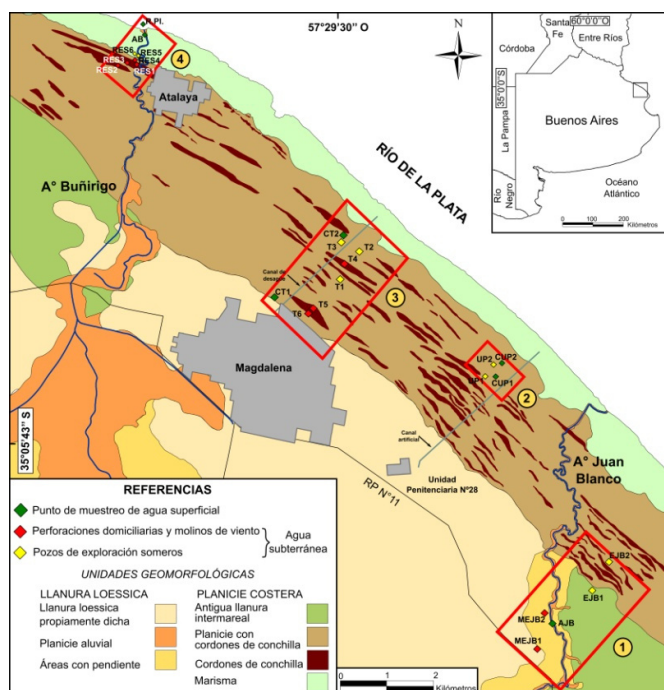 57°29'30" O
R.Pl.
AB
RES6
RES5
RES3
RES4
RES2
RES1
4
Atalaya
N
60°0'0"O
Santa
Fe
Entre Ríos
Córdoba
35°0'0"S
La Pampa
Buenos Aires
Río
Negro
Océano
Atlántico
0 100 200
Kilómetros
RÍO DE LA PLATA
A° Buñirigo
CT2
T3
T2
T4
Canal de
desagüe
T1
CT1
3
T5
T6
Magdalena
UP2
CUP2
UP1
CUP1
2
Canal
artificial
35°05'43" S
Unidad
Penitenciaria Nº28
A° Juan
Blanco
RP N°11
EJB2
EJB1
MEJB2
AJB
MEJB1
1
REFERENCIAS
Punto de muestreo de agua superficial
Perforaciones domiciliarias y molinos de viento
Pozos de exploración someros
Agua
subterránea
UNIDADES GEOMORFOLÓGICAS
LLANURA LOESSICA
Llanura loessica
propiamente dicha
Planicie aluvial
Áreas con pendiente
PLANICIE COSTERA
Antigua llanura
intermareal
Planicie con
cordones de conchilla
Cordones de conchilla
Marisma
0 1 2
Kilómetros